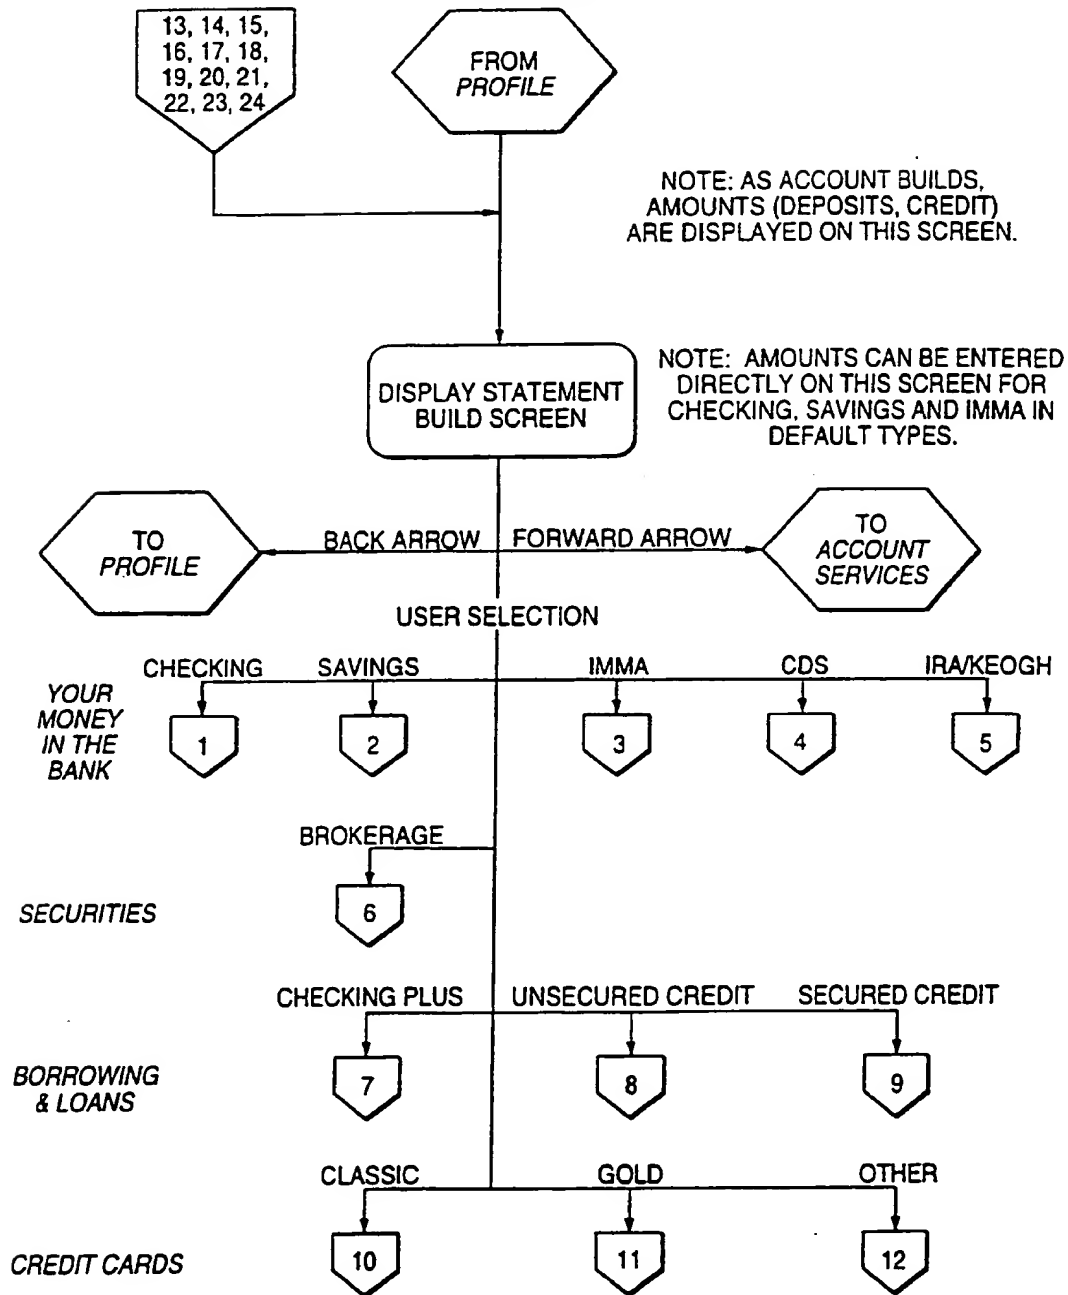 13, 14, 15,
16, 17, 18,
19, 20, 21,
22, 23, 24
FROM
PROFILE
NOTE: AS ACCOUNT BUILDS,
AMOUNTS (DEPOSITS, CREDIT)
ARE DISPLAYED ON THIS SCREEN.
DISPLAY STATEMENT
BUILD SCREEN
NOTE: AMOUNTS CAN BE ENTERED
DIRECTLY ON THIS SCREEN FOR
CHECKING, SAVINGS AND IMMA IN
DEFAULT TYPES.
TO
PROFILE
BACK ARROW
FORWARD ARROW
TO
ACCOUNT
SERVICES
USER SELECTION
YOUR
MONEY
IN THE
BANK
CHECKING
SAVINGS
IMMA
CDS
IRA/KEOGH
1
2
3
4
5
BROKERAGE
SECURITIES
6
CHECKING PLUS
UNSECURED CREDIT
SECURED CREDIT
BORROWING
& LOANS
7
8
9
CLASSIC
GOLD
OTHER
CREDIT CARDS
10
11
12